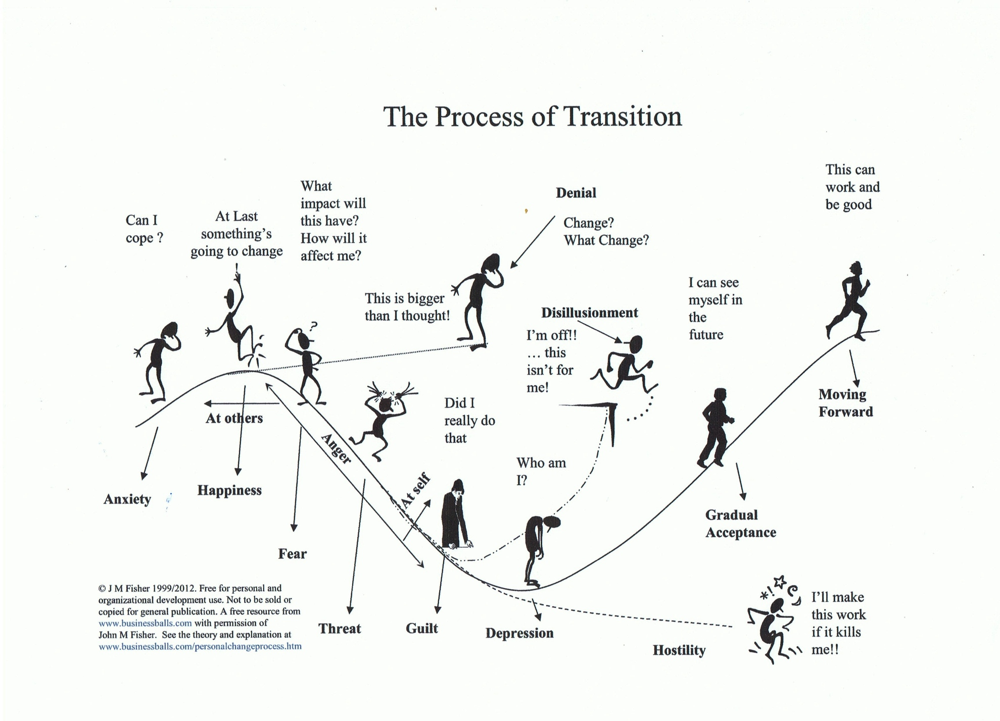 The Process of Transition
This can
work and
be good
What
impact will
this have?
How will it
affect me?
Denial
Change?
What Change?
Can I
cope ?
At Last
something's
going to change
!
?
This is bigger
than I thought!
I can see
myself in
the
future
Disillusionment
I'm off!!
… this
isn't for
me!
Moving
Forward
At others
Anger
Did I
really do
that
At self
Who am
I?
Anxiety
Happiness
Gradual
Acceptance
Fear
Threat
Guilt
Depression
Hostility
*!
I'll make
this work
if it kills
me!!
© J M Fisher 1999/2012. Free for personal and
organizational development use. Not to be sold or
copied for general publication. A free resource from
www.businessballs.com with permission of
John M Fisher.  See the theory and explanation at
www.businessballs.com/personalchangeprocess.htm